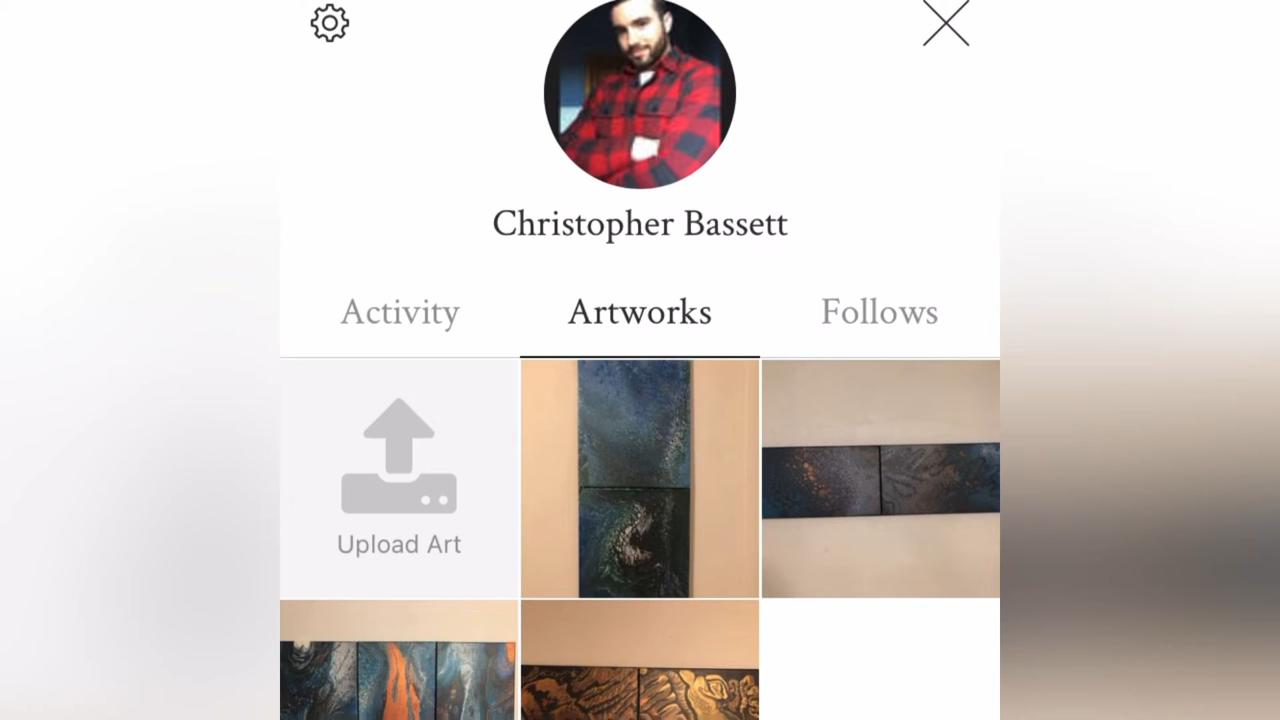 Christopher Bassett
Activity
Artworks
Follows
Upload Art